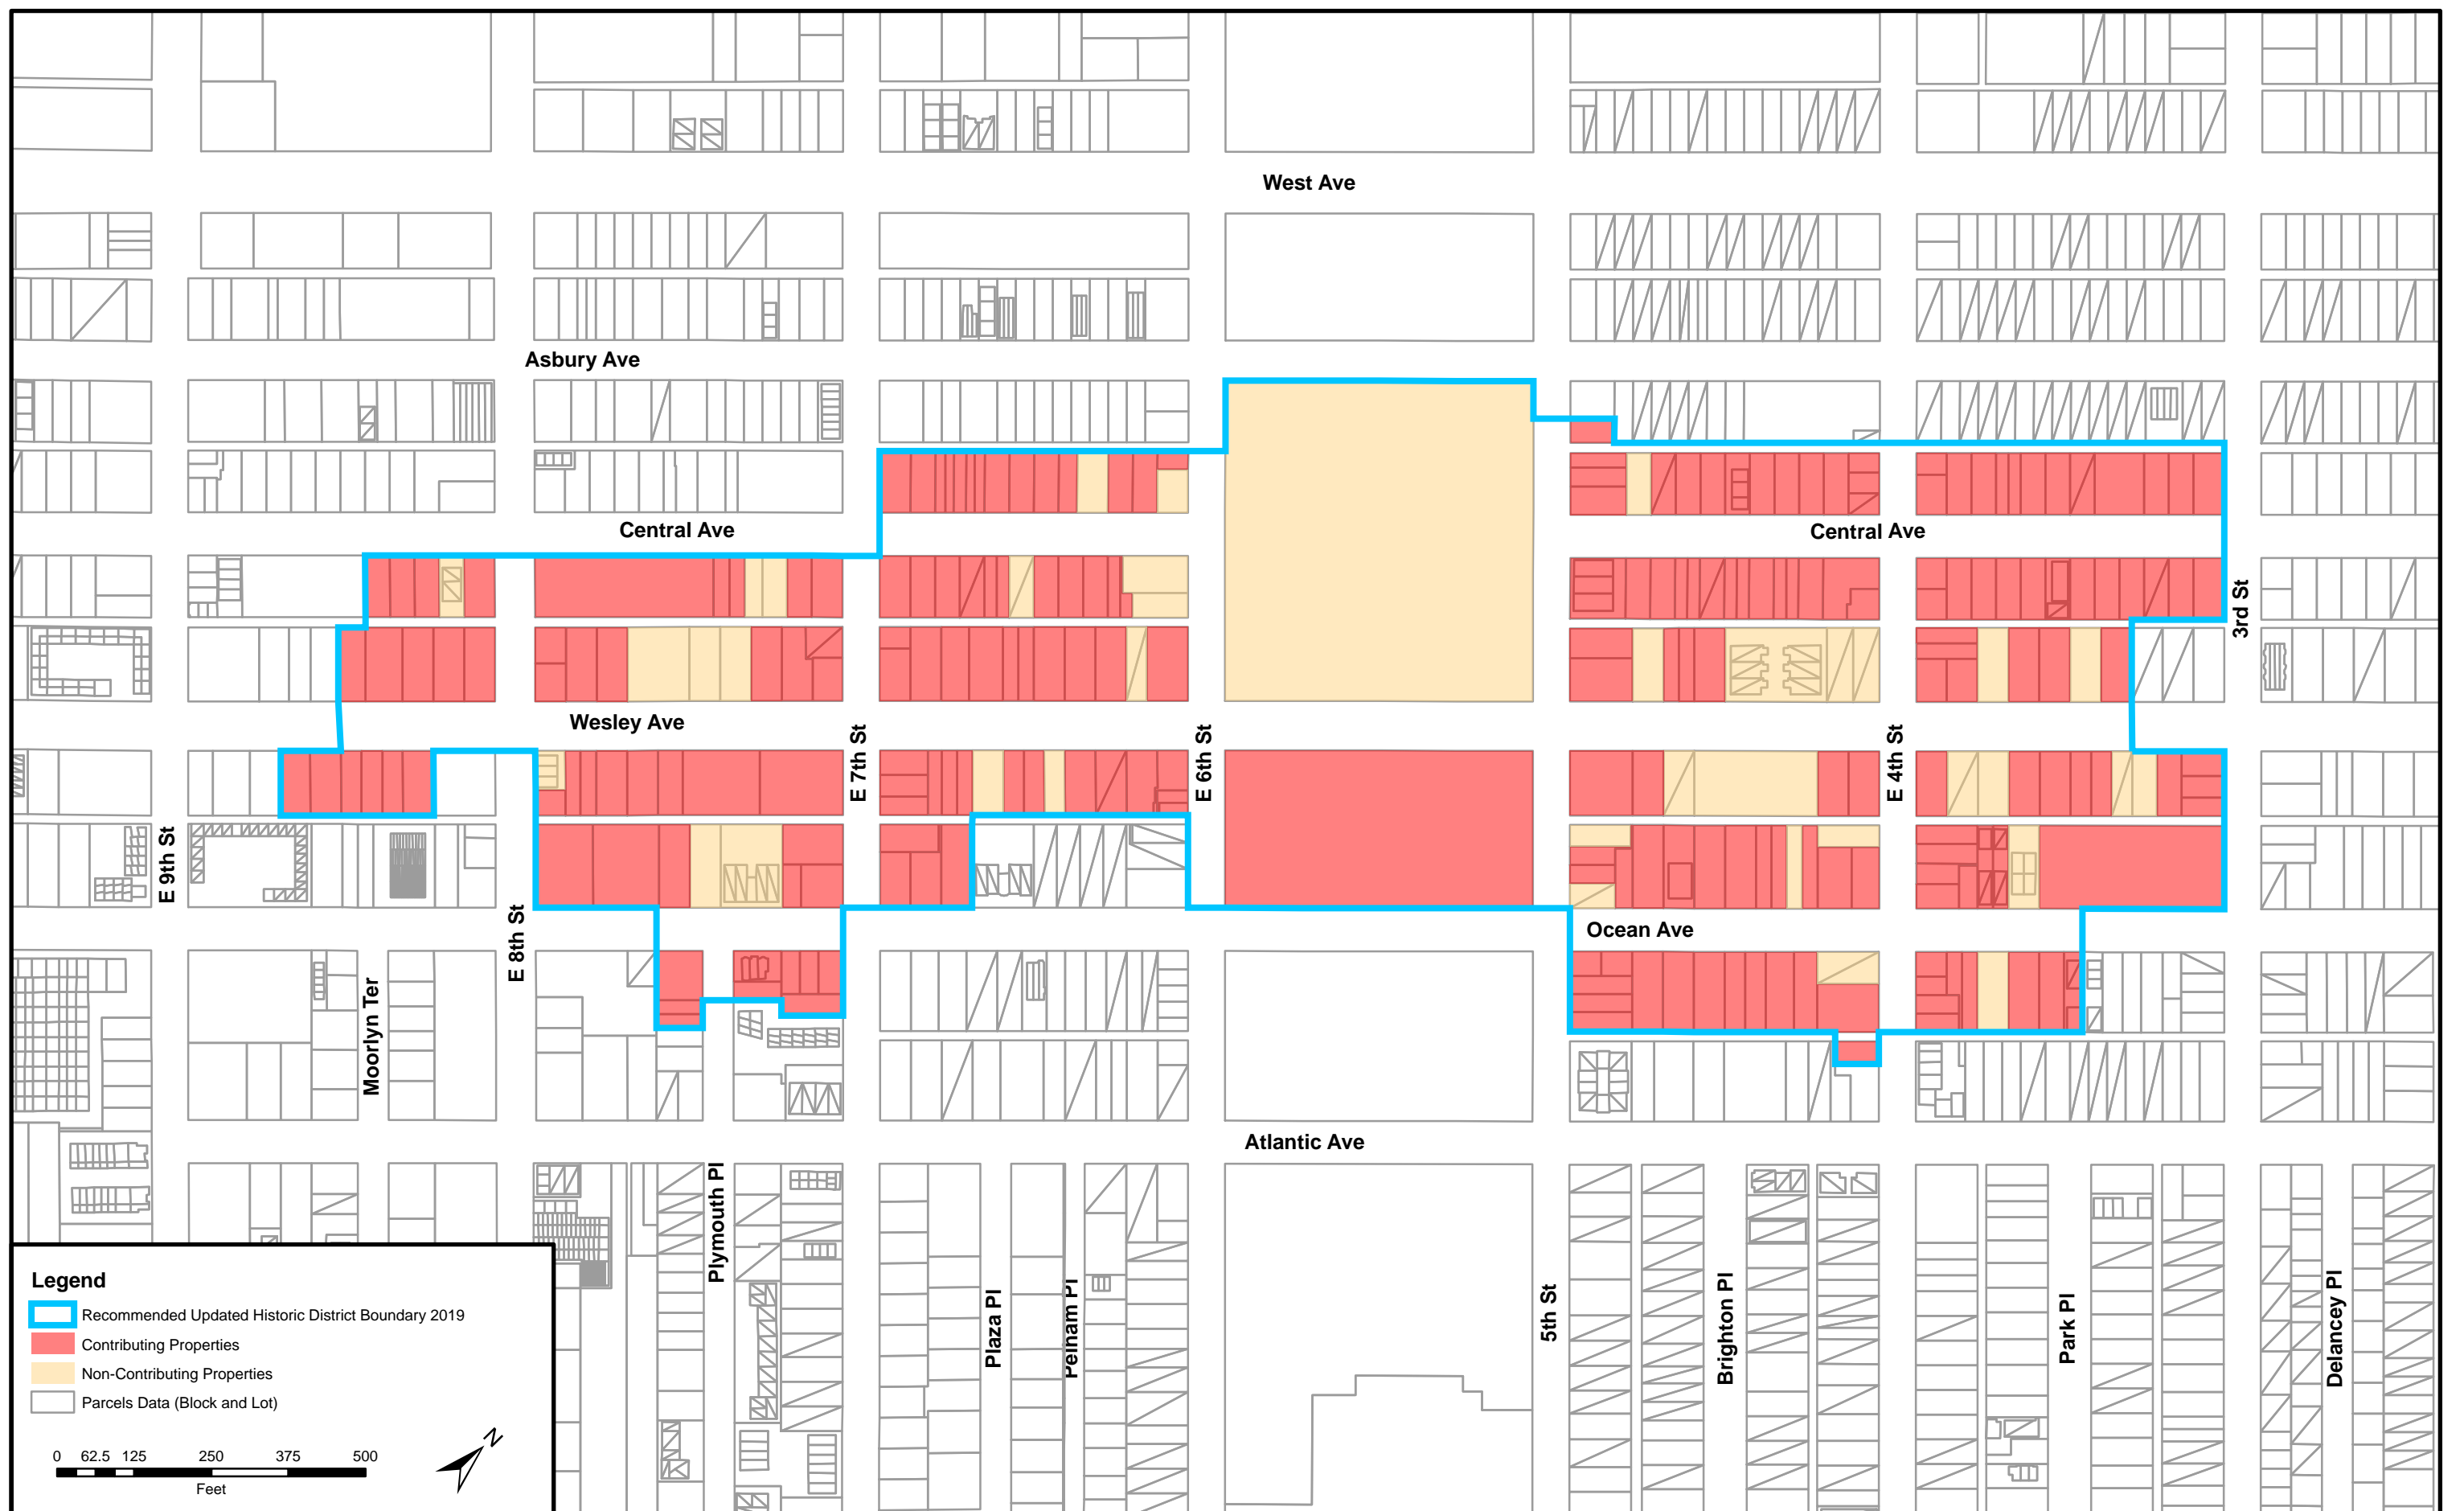 West Ave
Asbury Ave
Central Ave
Central Ave
3rd St
Wesley Ave
E 7th St
E 6th St
E 4th St
E 9th St
E 8th St
Ocean Ave
Moorlyn Ter
Atlantic Ave
Plymouth Pl
Plaza Pl
Pelham Pl
5th St
Brighton Pl
Park Pl
Delancey Pl
Legend
Recommended Updated Historic District Boundary 2019
Contributing Properties
Non-Contributing Properties
Parcels Data (Block and Lot)
0 62.5 125 250 375 500
Feet
N